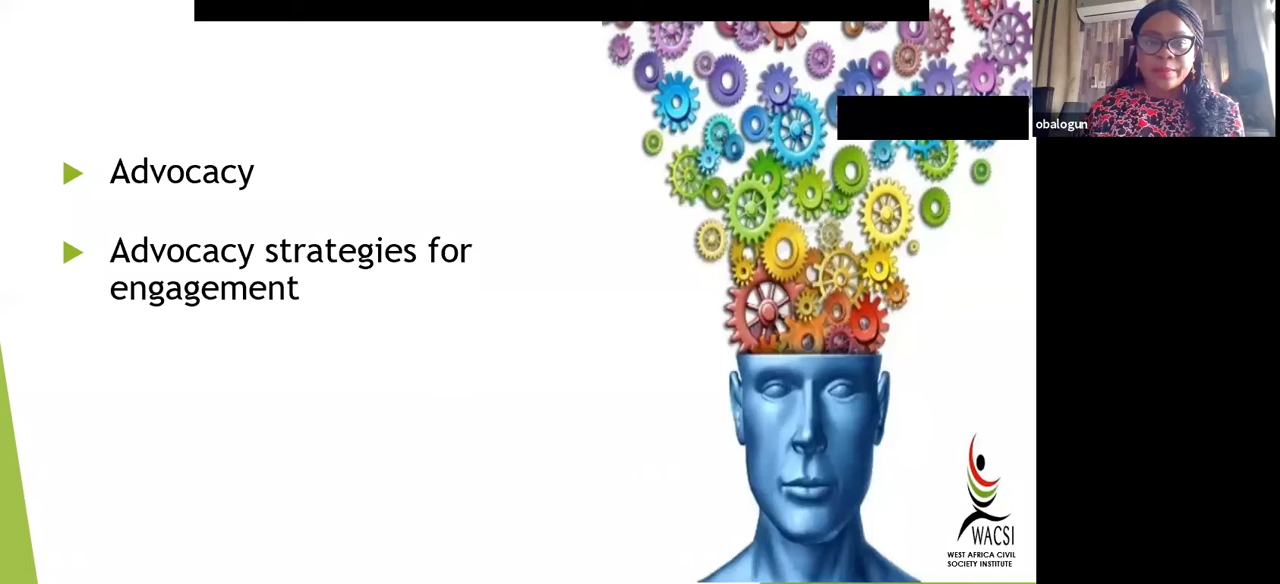 Advocacy
Advocacy strategies for
engagement
obalogun
WACSI
WEST AFRICA CIVIL
SOCIETY INSTITUTE